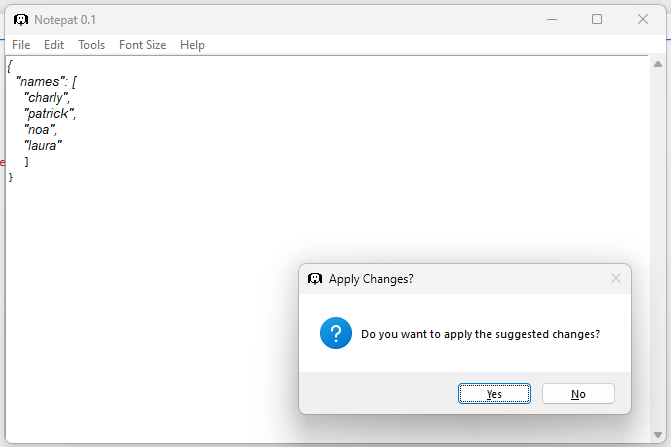 Notepat 0.1
File Edit Tools Font Size Help
{
"names": [
"charly",
"patrick",
"noa",
"laura"
]
}
e
Apply Changes?
Do you want to apply the suggested changes?
Yes No